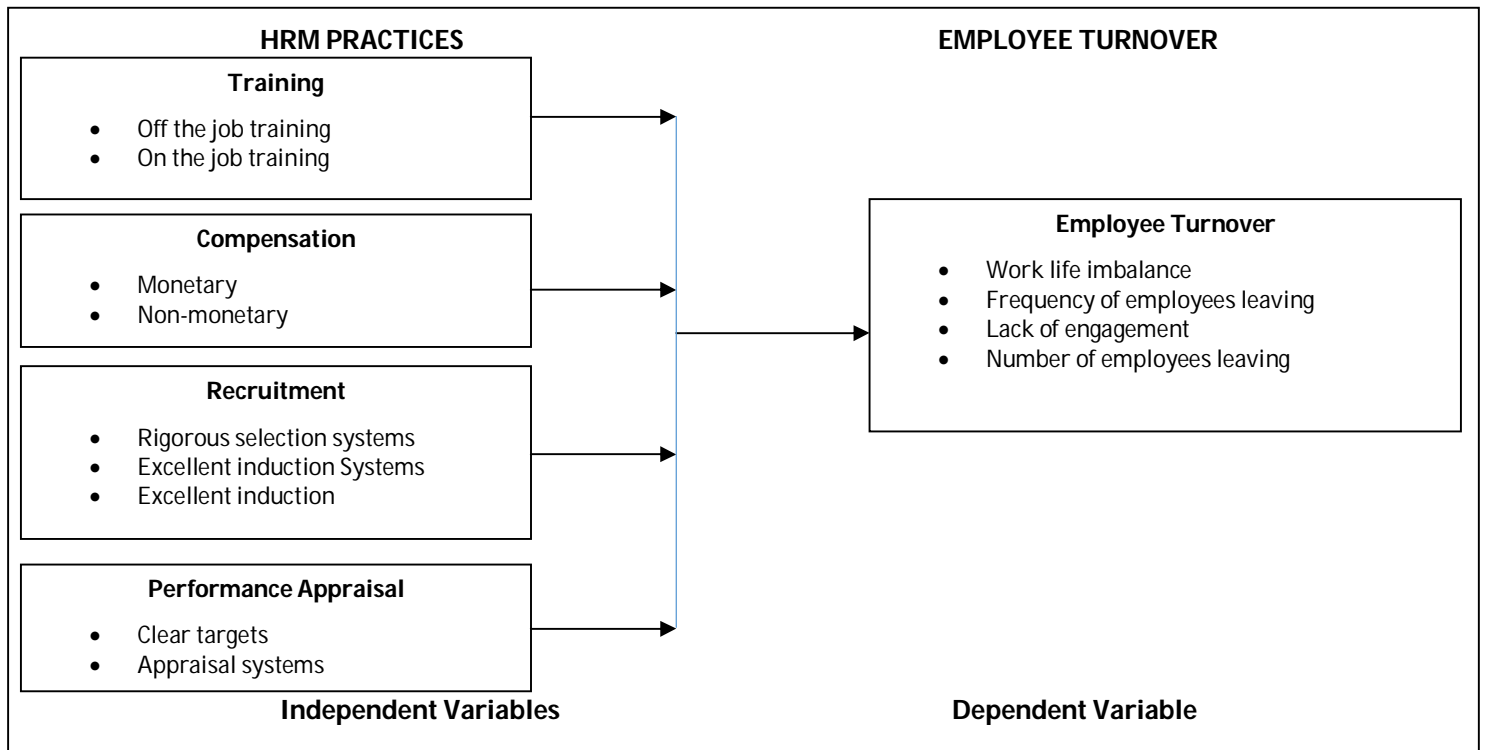 HRM PRACTICES
EMPLOYEE TURNOVER
Training
• Off the job training
• On the job training
Compensation
• Monetary
• Non-monetary
Recruitment
• Rigorous selection systems
• Excellent induction Systems
• Excellent induction
Performance Appraisal
• Clear targets
• Appraisal systems
Employee Turnover
• Work life imbalance
• Frequency of employees leaving
• Lack of engagement
• Number of employees leaving
Independent Variables
Dependent Variable